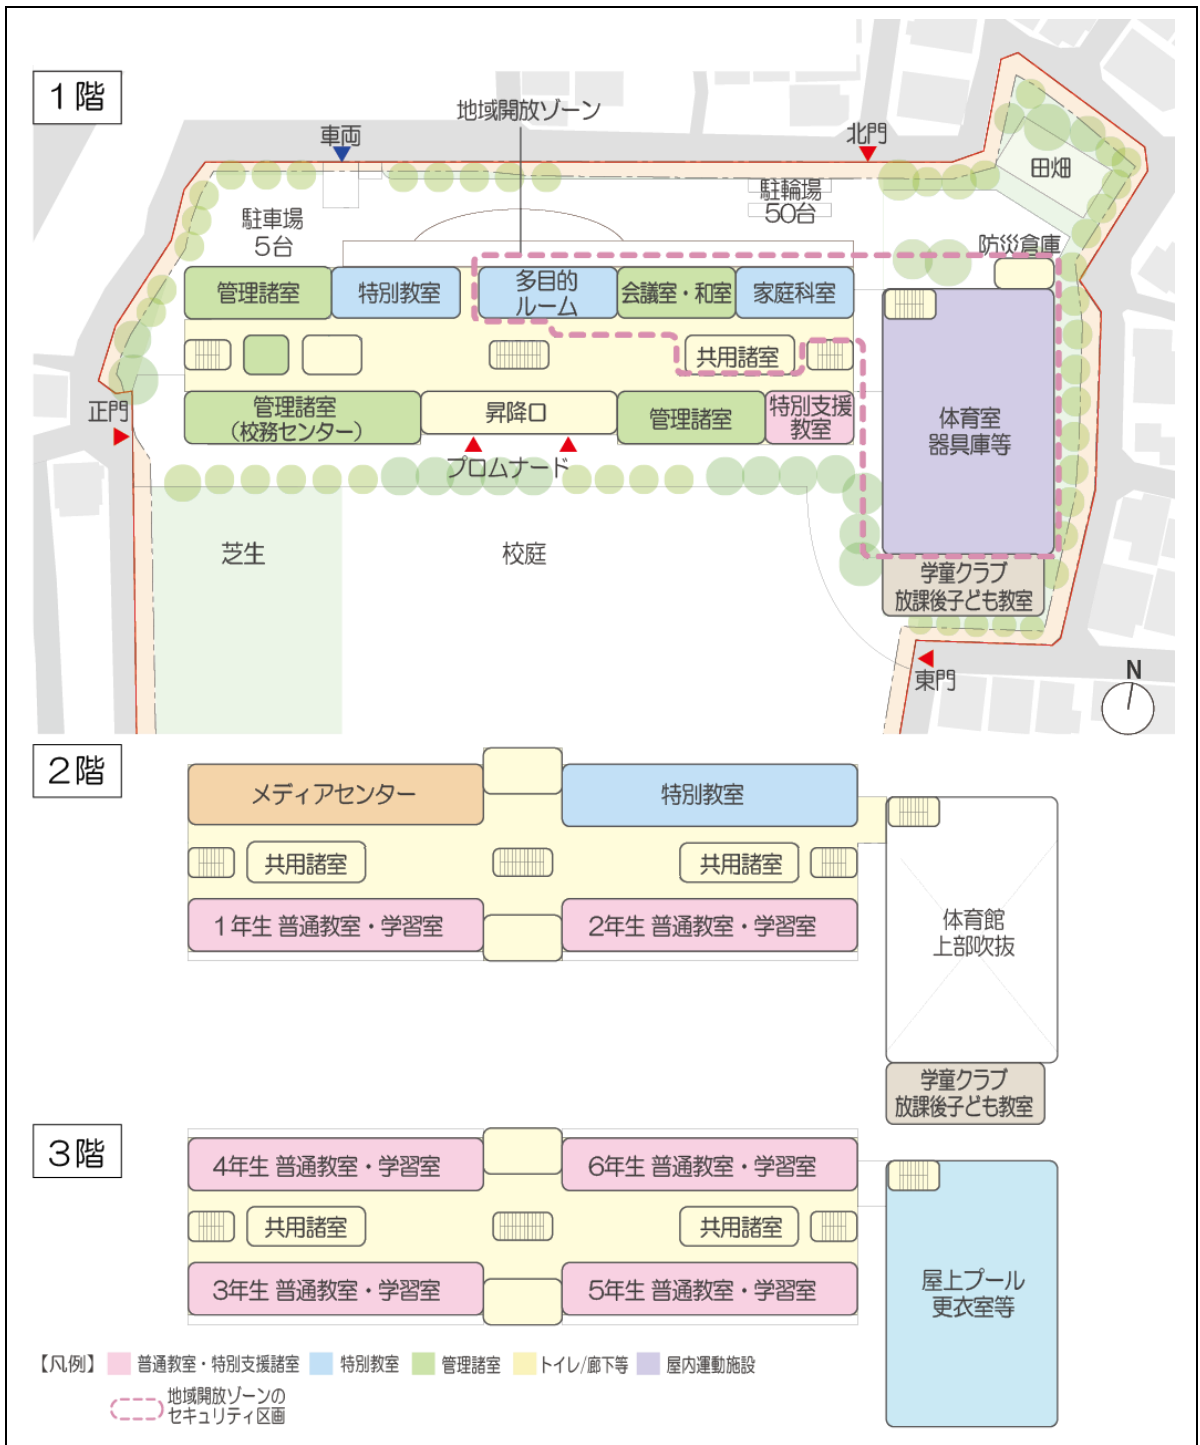 1階
地域開放ゾーン
車両
北門
田畑
駐車場
5台
駐輪場
50台
防災倉庫
管理諸室
特別教室
多目的
ルーム
会議室・和室
家庭科室
共用諸室
正門
管理諸室
(校務センター)
昇降口
管理諸室
特別支援
教室
体育室
器具庫等
プロムナード
芝生
校庭
学童クラブ
放課後子ども教室
東門
N
2階
メディアセンター
特別教室
共用諸室
共用諸室
1年生 普通教室・学習室
2年生 普通教室・学習室
体育館
上部吹抜
学童クラブ
放課後子ども教室
3階
4年生 普通教室・学習室
6年生 普通教室・学習室
共用諸室
共用諸室
3年生 普通教室・学習室
5年生 普通教室・学習室
屋上プール
更衣室等
【凡例】 普通教室・特別支援諸室 特別教室 管理諸室 トイレ/廊下等 屋内運動施設
地域開放ゾーンの
セキュリティ区画